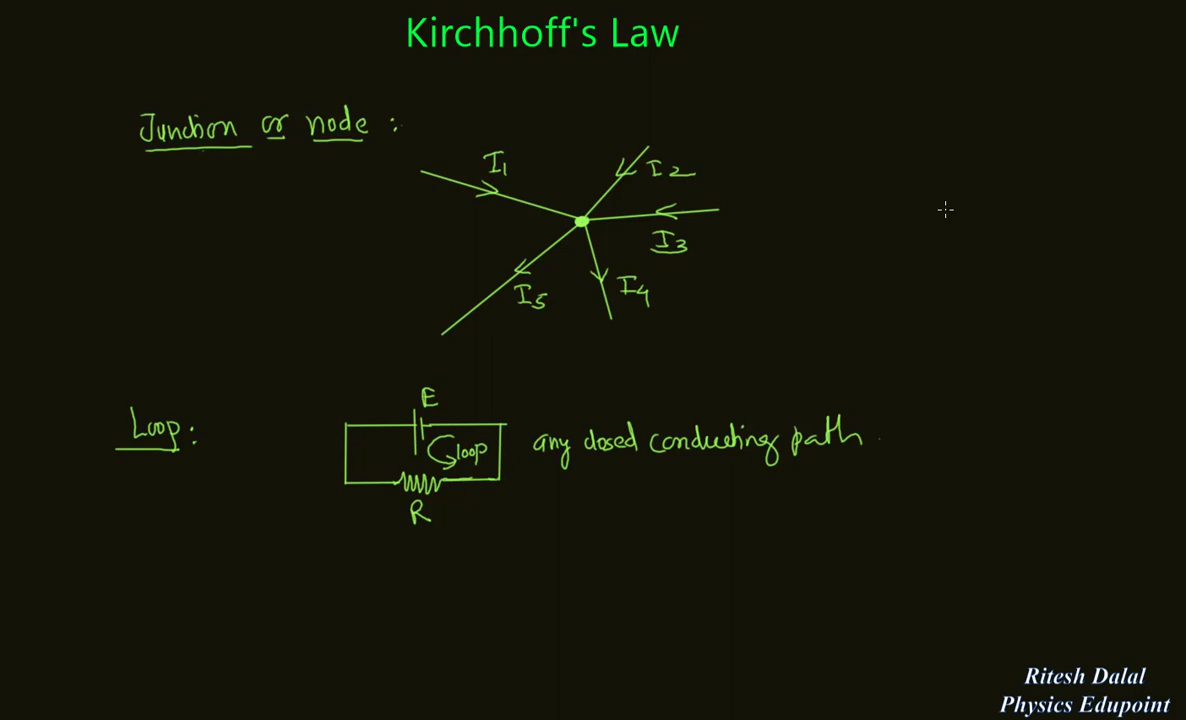 Kirchhoff's Law
Junction or node :
I1
I2
I3
I4
I5
Loop:
E
loop
any closed conducting path
R
Ritesh Dalal
Physics Edupoint